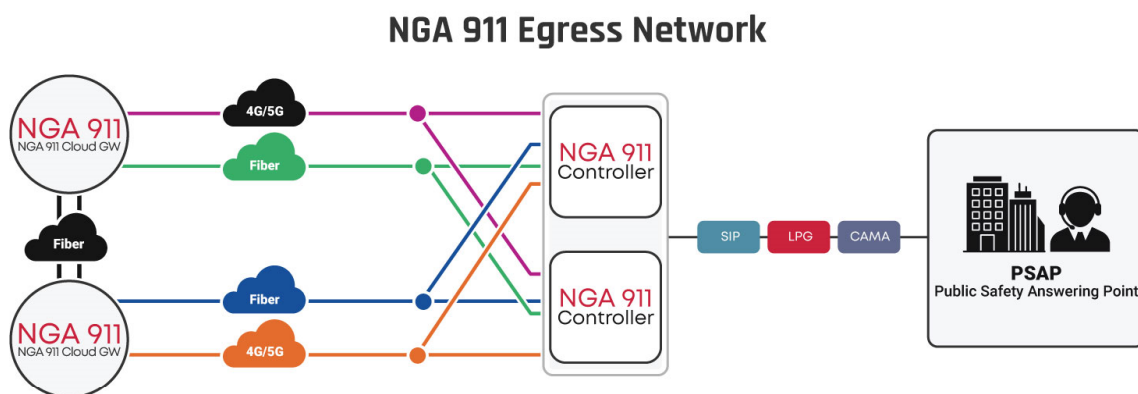 NGA 911 Egress Network
NGA 911
NGA 911 Cloud GW
4G/5G
Fiber
Fiber
NGA 911
NGA 911 Cloud GW
Fiber
4G/5G
NGA 911
Controller
NGA 911
Controller
SIP
LPG
CAMA
PSAP
Public Safety Answering Point